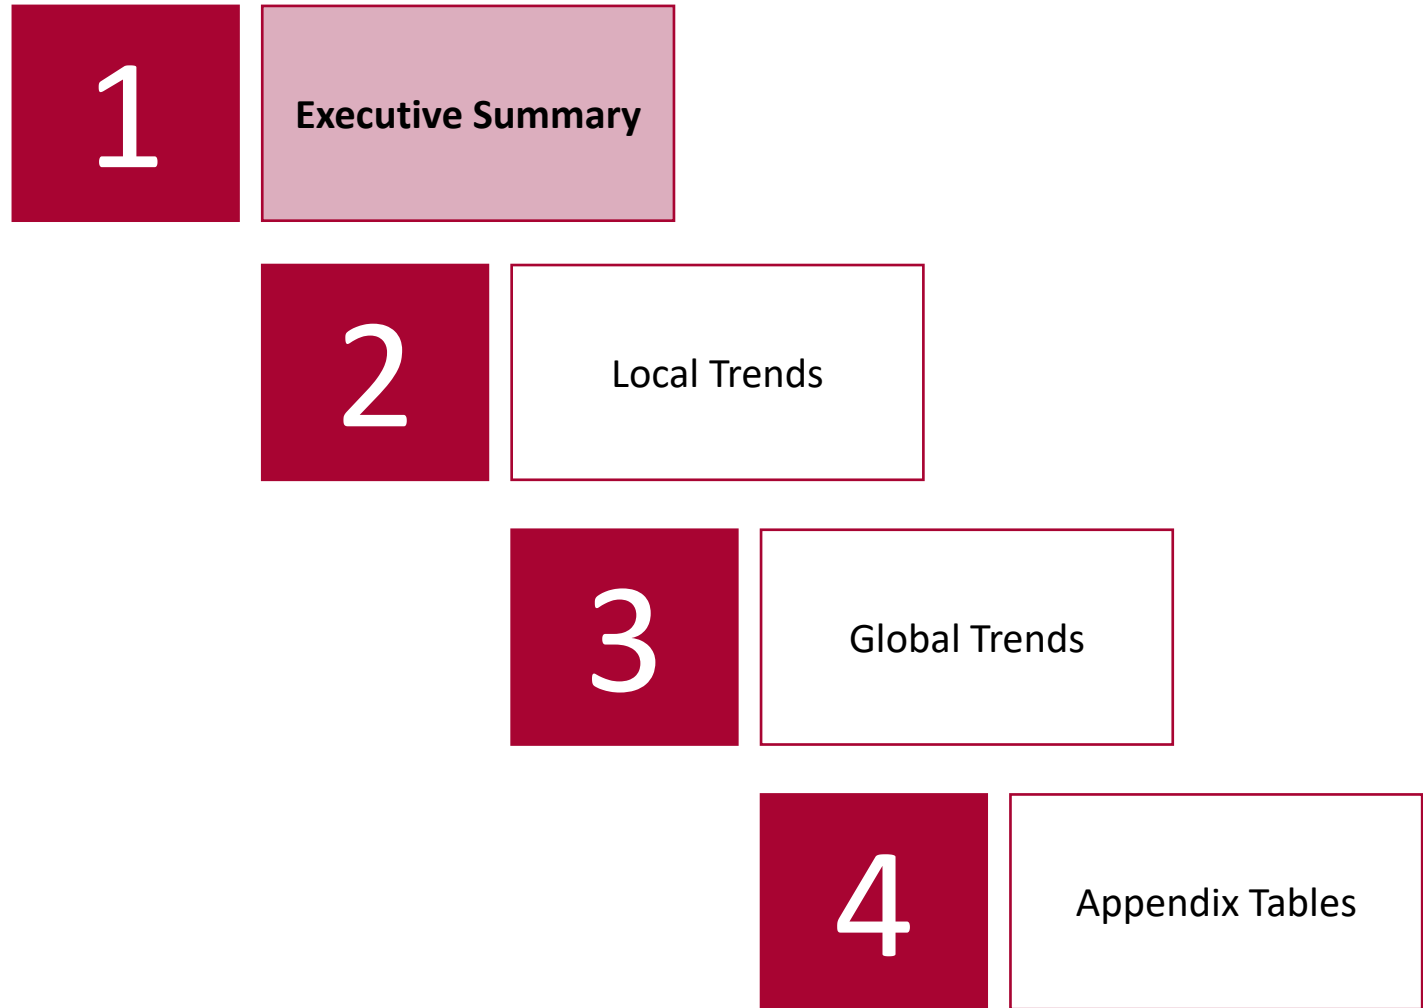 1
Executive Summary
2
Local Trends
3
Global Trends
4
Appendix Tables